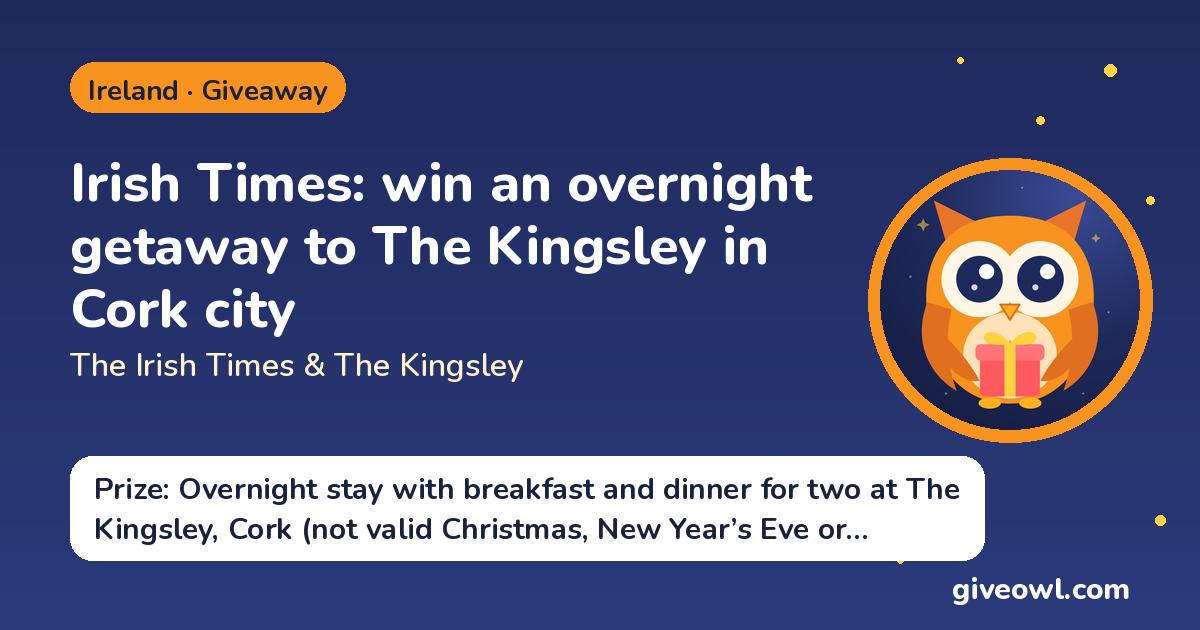 Ireland · Giveaway
Irish Times: win an overnight
getaway to The Kingsley in
Cork city
The Irish Times & The Kingsley
Prize: Overnight stay with breakfast and dinner for two at The
Kingsley, Cork (not valid Christmas, New Year’s Eve or...
giveowl.com